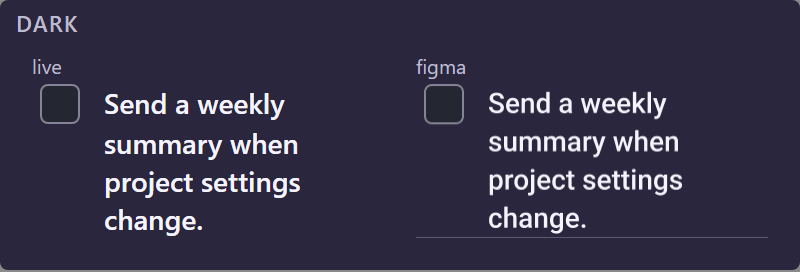 DARK
live
Send a weekly
summary when
project settings
change.
figma
Send a weekly
summary when
project settings
change.